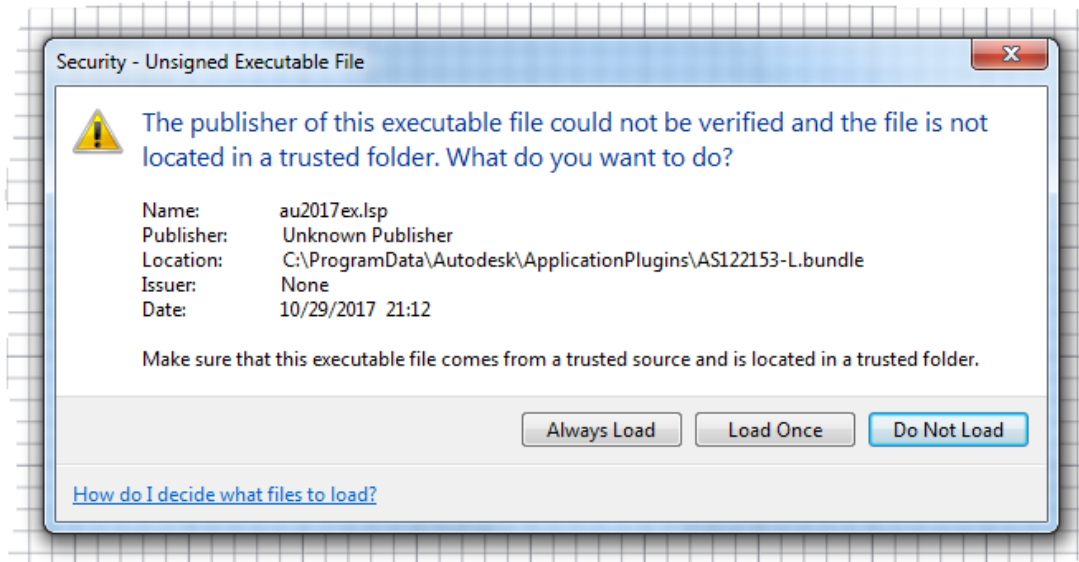 Security - Unsigned Executable File
X
The publisher of this executable file could not be verified and the file is not
located in a trusted folder. What do you want to do?
Name: au2017ex.lsp
Publisher: Unknown Publisher
Location: C:\ProgramData\Autodesk\ApplicationPlugins\AS122153-L.bundle
Issuer: None
Date: 10/29/2017 21:12
Make sure that this executable file comes from a trusted source and is located in a trusted folder.
Always Load Load Once Do Not Load
How do I decide what files to load?